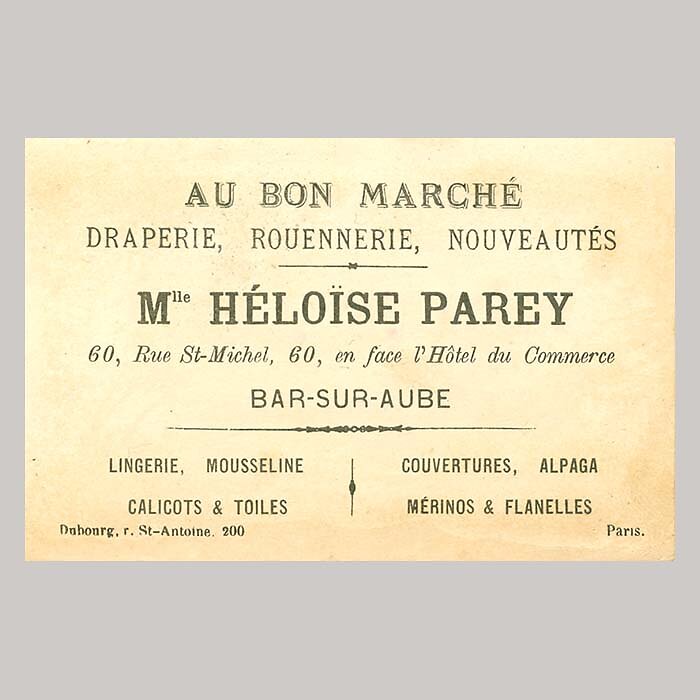 AU BON MARCHÉ
DRAPERIE, ROUENNERIE, NOUVEAUTÉS
Mlle HÉLOÏSE PAREY
60, Rue St-Michel, 60, en face l'Hôtel du Commerce
BAR-SUR-AUBE
LINGERIE, MOUSSELINE
CALICOTS & TOILES
COUVERTURES, ALPAGA
MÉRINOS & FLANELLES
Dubourg, r. St-Antoine. 200
Paris.